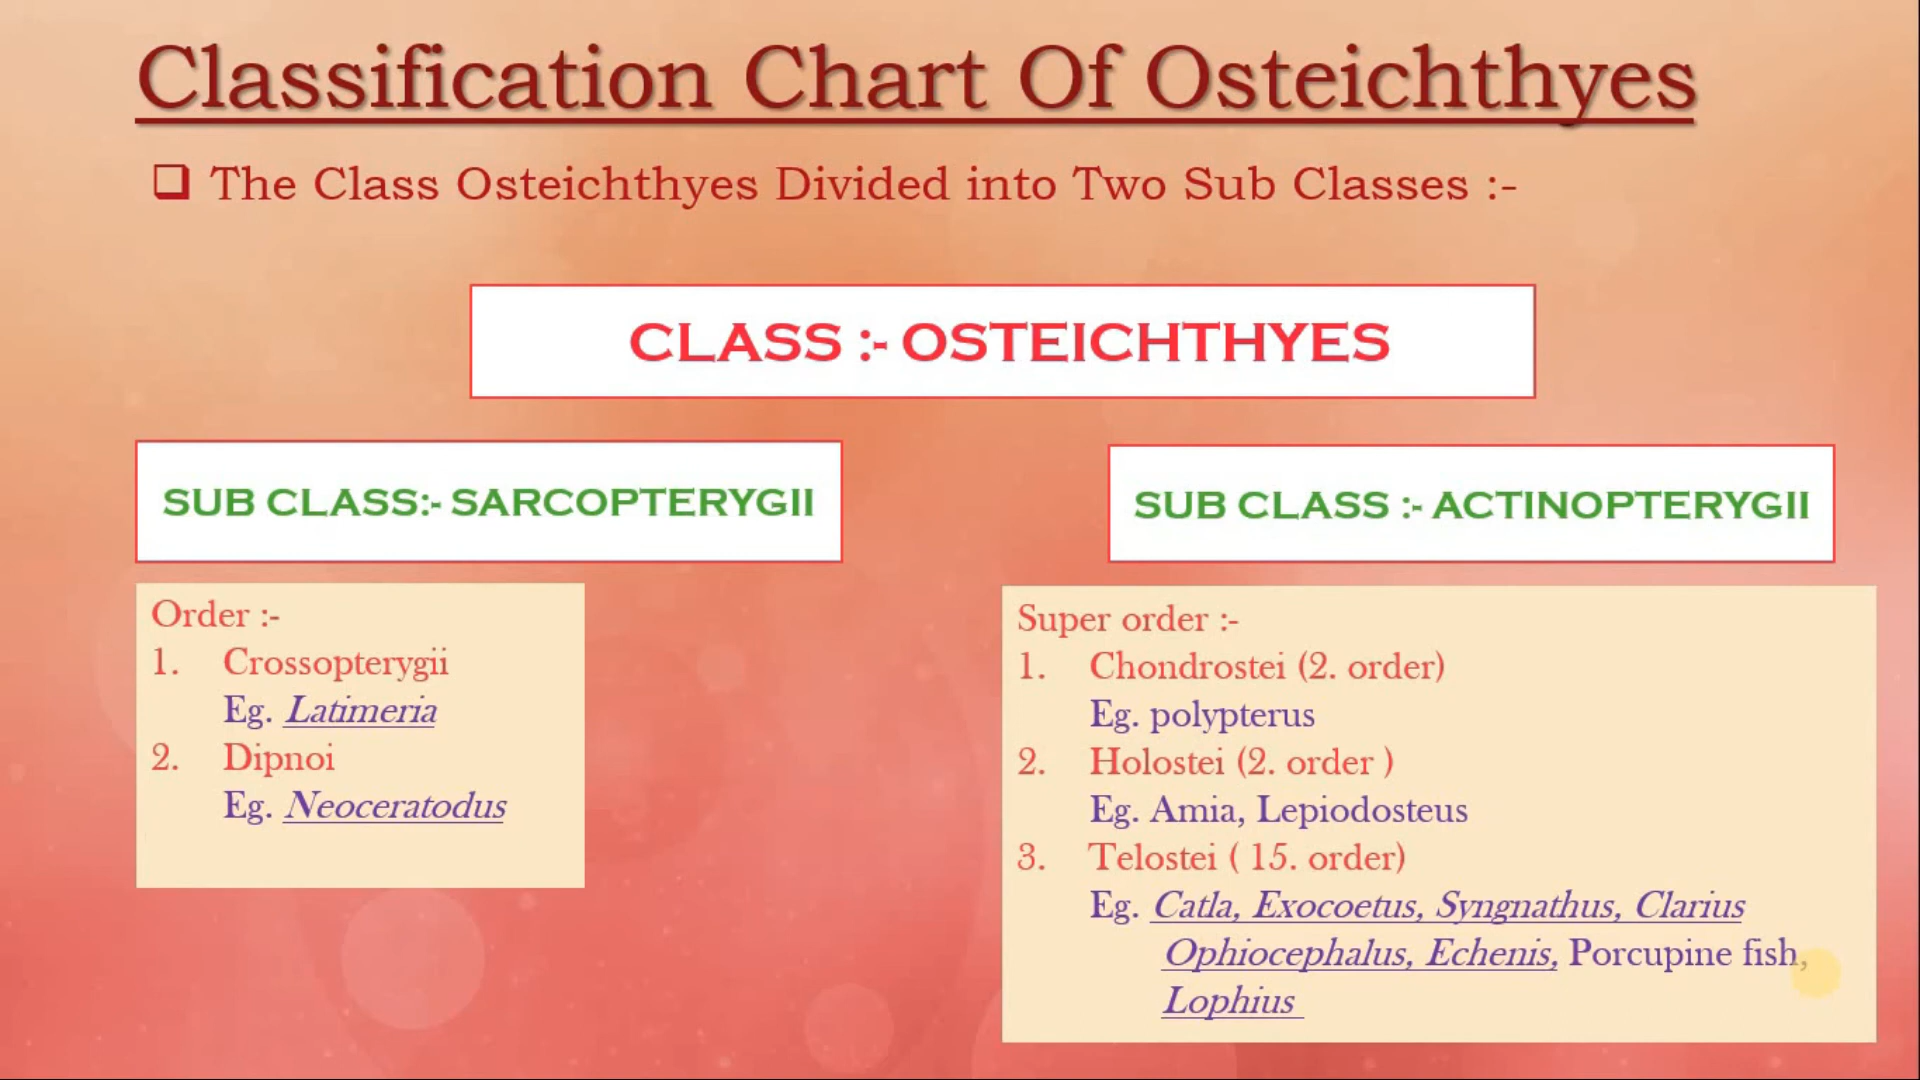 Classification Chart Of Osteichthyes
The Class Osteichthyes Divided into Two Sub Classes :-
CLASS :- OSTEICHTHYES
SUB CLASS:- SARCOPTERYGII
Order :-
1. Crossopterygii
Eg. Latimeria
2. Dipnoi
Eg. Neoceratodus
SUB CLASS :- ACTINOPTERYGII
Super order :-
1. Chondrostei (2. order)
Eg. polypterus
2. Holostei (2. order )
Eg. Amia, Lepiodosteus
3. Telostei ( 15. order)
Eg. Catla, Exocoetus, Syngnathus, Clarius
Ophiocephalus, Echenis, Porcupine fish,
Lophius